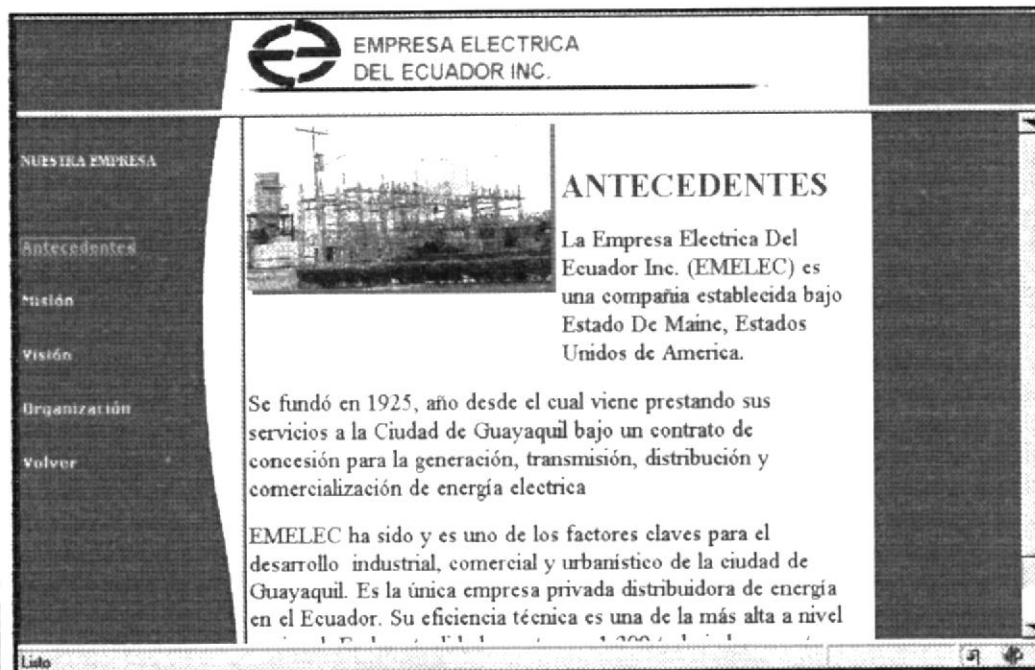 EMPRESA ELECTRICA
DEL ECUADOR INC.
NUESTRA EMPRESA
Antecedentes
Misión
Visión
Organización
Volver
ANTECEDENTES
La Empresa Electrica Del
Ecuador Inc. (EMELEC) es
una compañia establecida bajo
Estado De Maine, Estados
Unidos de America.
Se fundó en 1925, año desde el cual viene prestando sus
servicios a la Ciudad de Guayaquil bajo un contrato de
concesión para la generación, transmisión, distribución y
comercialización de energía electrica
EMELEC ha sido y es uno de los factores claves para el
desarrollo industrial, comercial y urbanístico de la ciudad de
Guayaquil. Es la única empresa privada distribuidora de energía
en el Ecuador. Su eficiencia técnica es una de la más alta a nivel
Listo